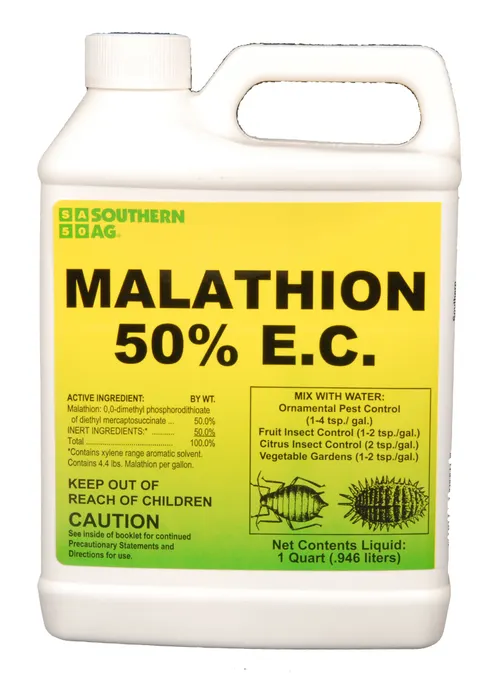 SA SOUTHERN
SO AG®
MALATHION
50% E.C.
ACTIVE INGREDIENT: BY WT.
Malathion: 0,0-dimethyl phosphorodithioate
of diethyl mercaptosuccinate ... 50.0%
INERT INGREDIENTS:* .......... 50.0%
Total .................................... 100.0%
*Contains xylene range aromatic solvent.
Contains 4.4 lbs. Malathion per gallon.
KEEP OUT OF
REACH OF CHILDREN
CAUTION
See inside of booklet for continued
Precautionary Statements and
Directions for use.
MIX WITH WATER:
Ornamental Pest Control
(1-4 tsp./ gal.)
Fruit Insect Control (1-2 tsp./gal.)
Citrus Insect Control (2 tsp./gal.)
Vegetable Gardens (1-2 tsp./gal.)
Net Contents Liquid:
1 Quart (.946 liters)